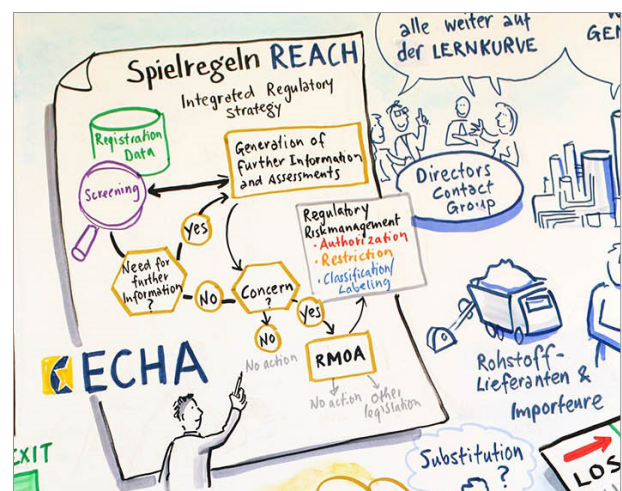 Spielregeln REACH
Integrated Regulatory
Strategy
Registration
Data
Screening
Generation of
further Information
and Assessments
Yes
Need for
further
Information
?
No
Concern
?
Yes
No
No action
RMOA
No action
other
legislation
Regulatory
Riskmanagement
• Authorization
• Restriction
• Classification/
Labeling
ECHA
alle weiter auf
der LERNKURVE
Directors
Contact
Group
Rohstoff-
Lieferanten &
Importeure
Substitution
?
EXIT